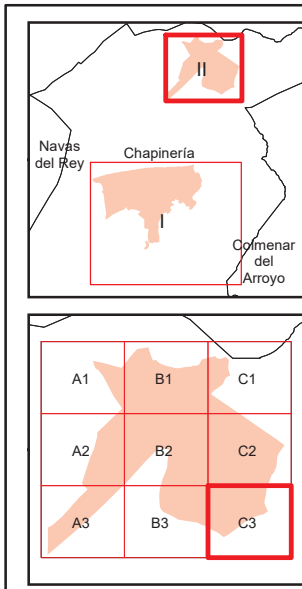 II
Navas
del Rey
Chapinería
I
Colmenar
del
Arroyo
A1 B1 C1
A2 B2 C2
A3 B3 C3